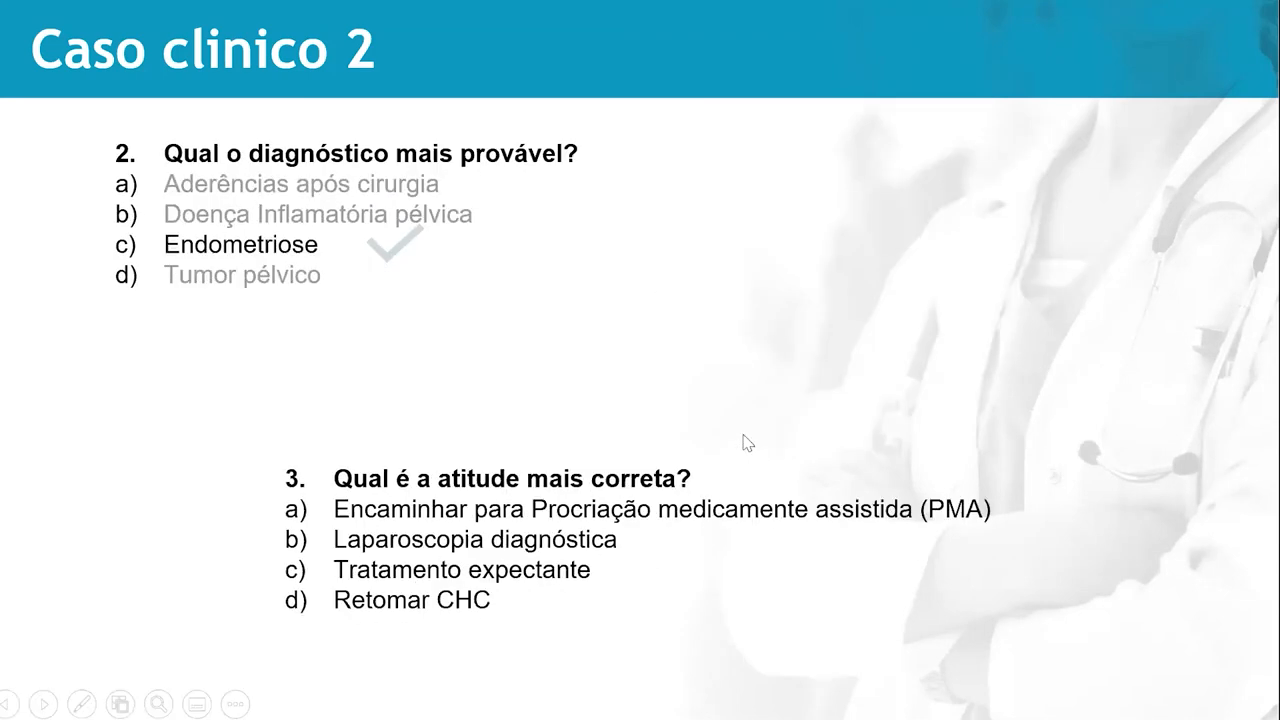 Caso clinico 2
2. Qual o diagnóstico mais provável?
a) Aderências após cirurgia
b) Doença Inflamatória pélvica
c) Endometriose
d) Tumor pélvico
3. Qual é a atitude mais correta?
a) Encaminhar para Procriação medicamente assistida (PMA)
b) Laparoscopia diagnóstica
c) Tratamento expectante
d) Retomar CHC